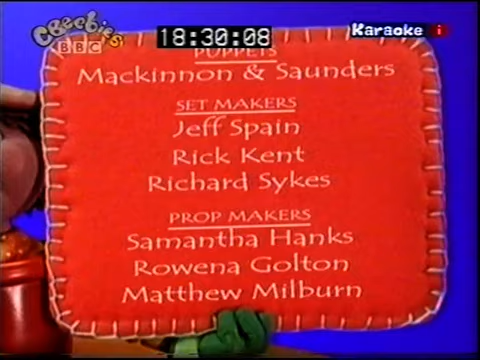 CBeebies
BBC
18:30:08
Karaoke i
PUPPETS
Mackinnon & Saunders
SET MAKERS
Jeff Spain
Rick Kent
Richard Sykes
PROP MAKERS
Samantha Hanks
Rowena Golton
Matthew Milburn